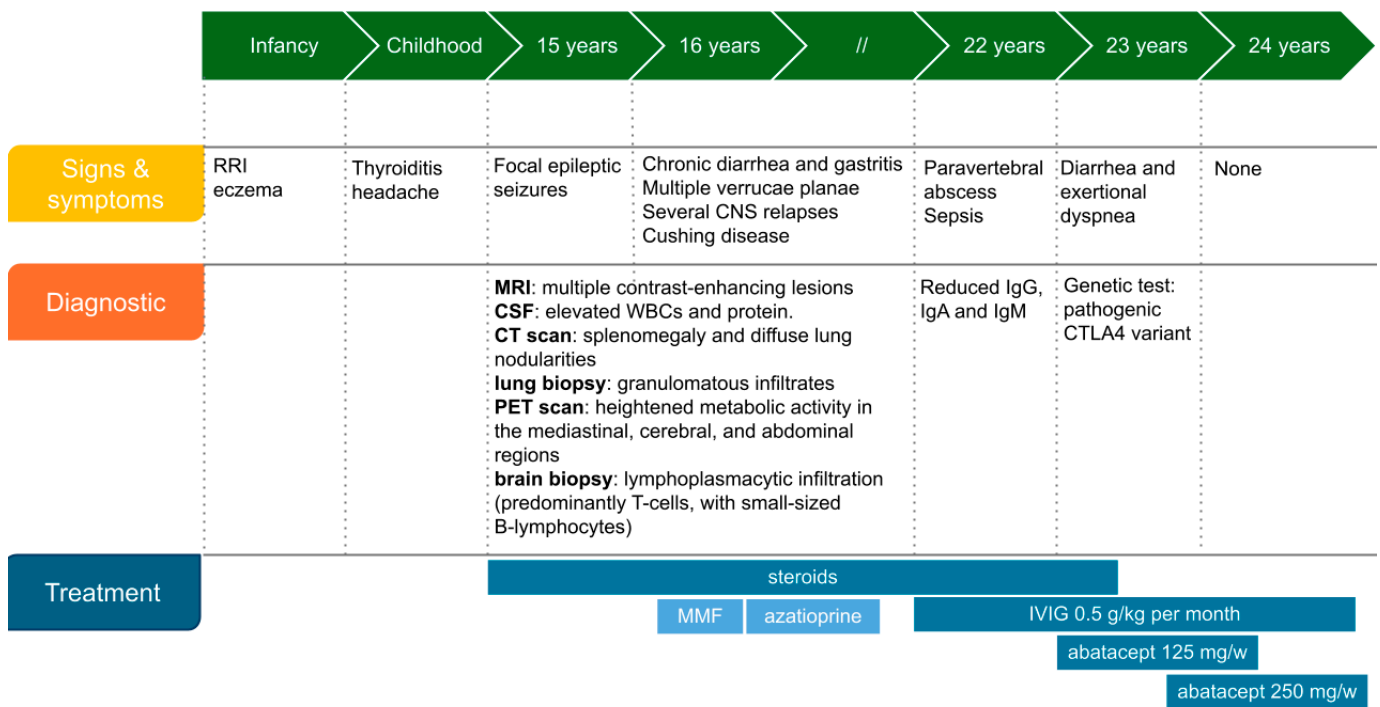 Infancy
Childhood
15 years
16 years
//
22 years
23 years
24 years
Signs &
symptoms
RRI
eczema
Thyroiditis
headache
Focal epileptic
seizures
Chronic diarrhea and gastritis
Multiple verrucae planae
Several CNS relapses
Cushing disease
Paravertebral
abscess
Sepsis
Diarrhea and
exertional
dyspnea
None
Diagnostic
MRI: multiple contrast-enhancing lesions
CSF: elevated WBCs and protein.
CT scan: splenomegaly and diffuse lung
nodularities
lung biopsy: granulomatous infiltrates
PET scan: heightened metabolic activity in
the mediastinal, cerebral, and abdominal
regions
brain biopsy: lymphoplasmacytic infiltration
(predominantly T-cells, with small-sized
B-lymphocytes)
Reduced IgG,
IgA and IgM
Genetic test:
pathogenic
CTLA4 variant
Treatment
steroids
MMF
azatioprine
IVIG 0.5 g/kg per month
abatacept 125 mg/w
abatacept 250 mg/w